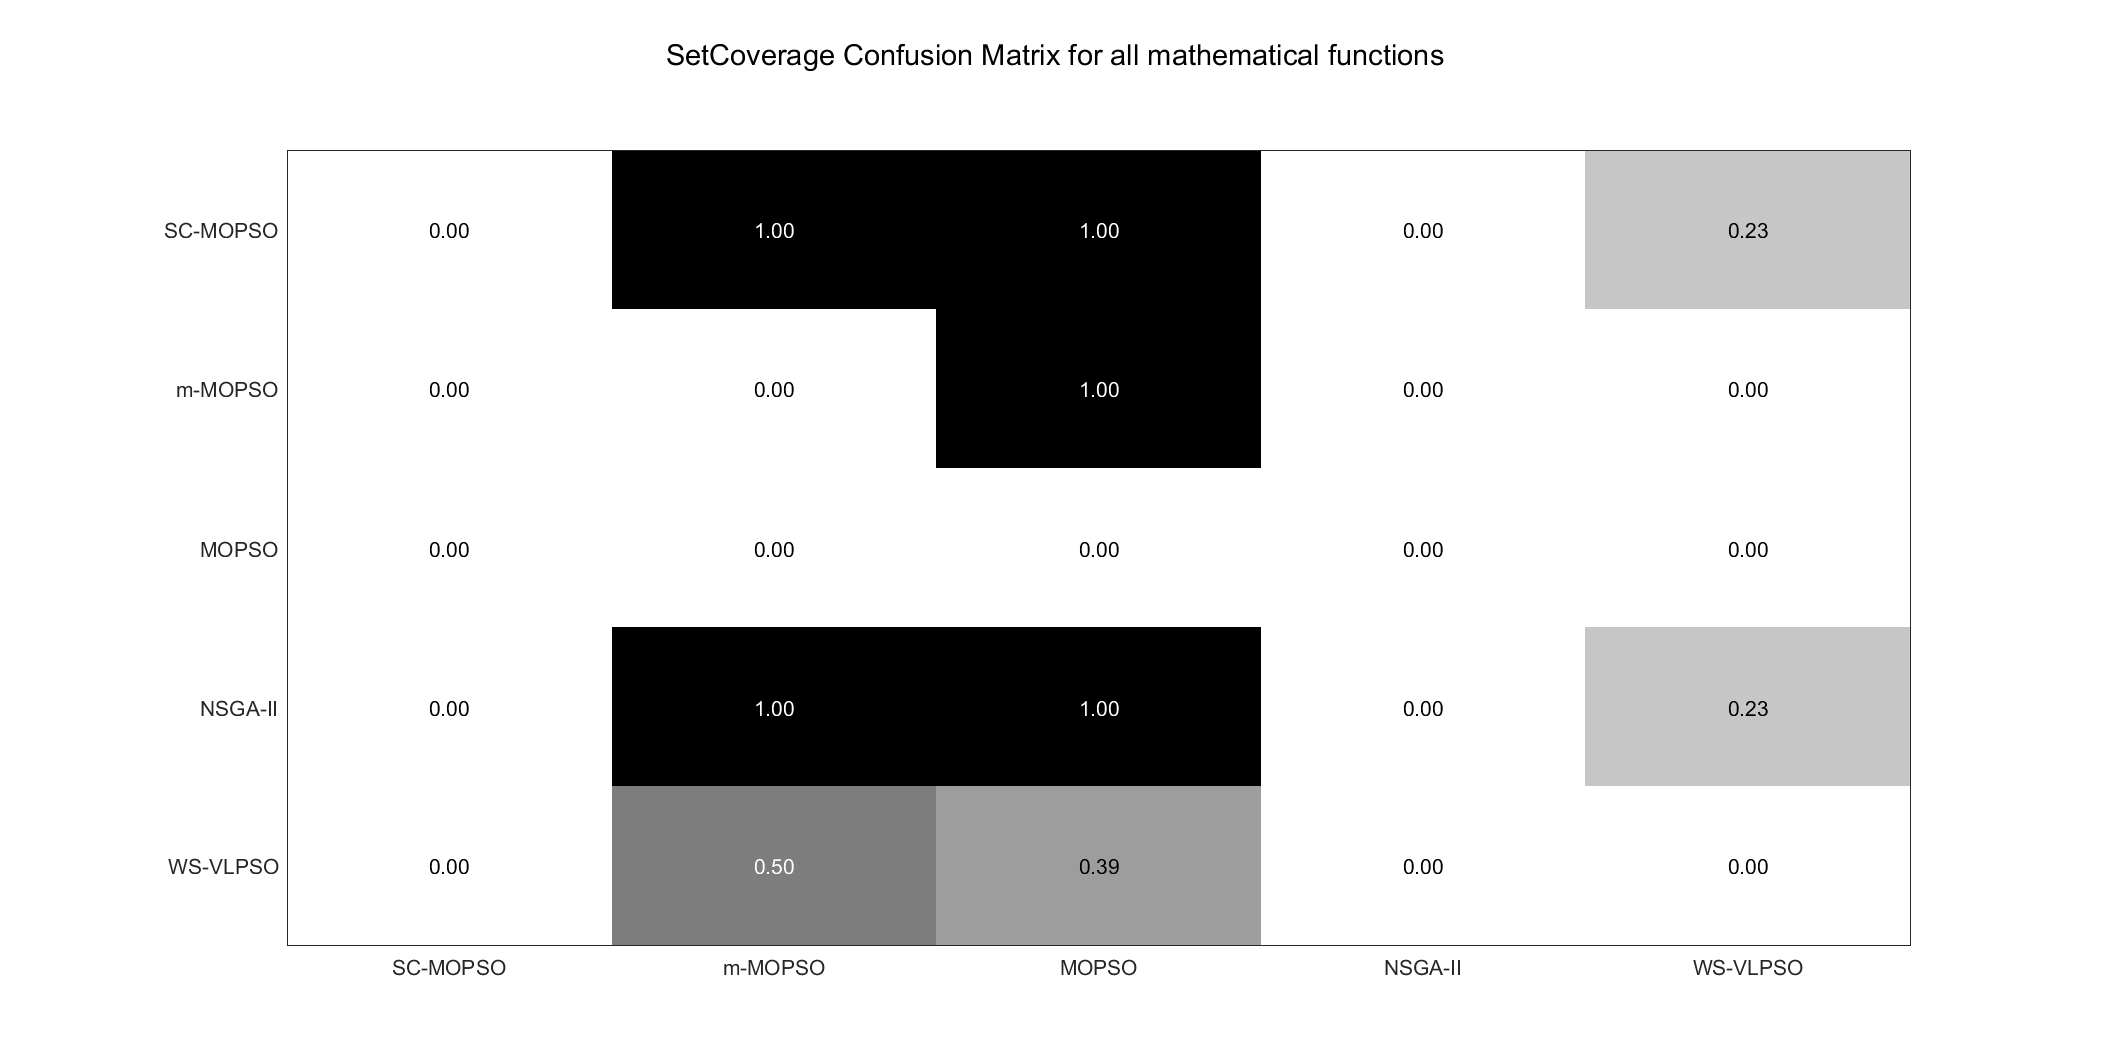 SetCoverage Confusion Matrix for all mathematical functions
SC-MOPSO 0.00 1.00 1.00 0.00 0.23
m-MOPSO 0.00 0.00 1.00 0.00 0.00
MOPSO 0.00 0.00 0.00 0.00 0.00
NSGA-II 0.00 1.00 1.00 0.00 0.23
WS-VLPSO 0.00 0.50 0.39 0.00 0.00
SC-MOPSO m-MOPSO MOPSO NSGA-II WS-VLPSO